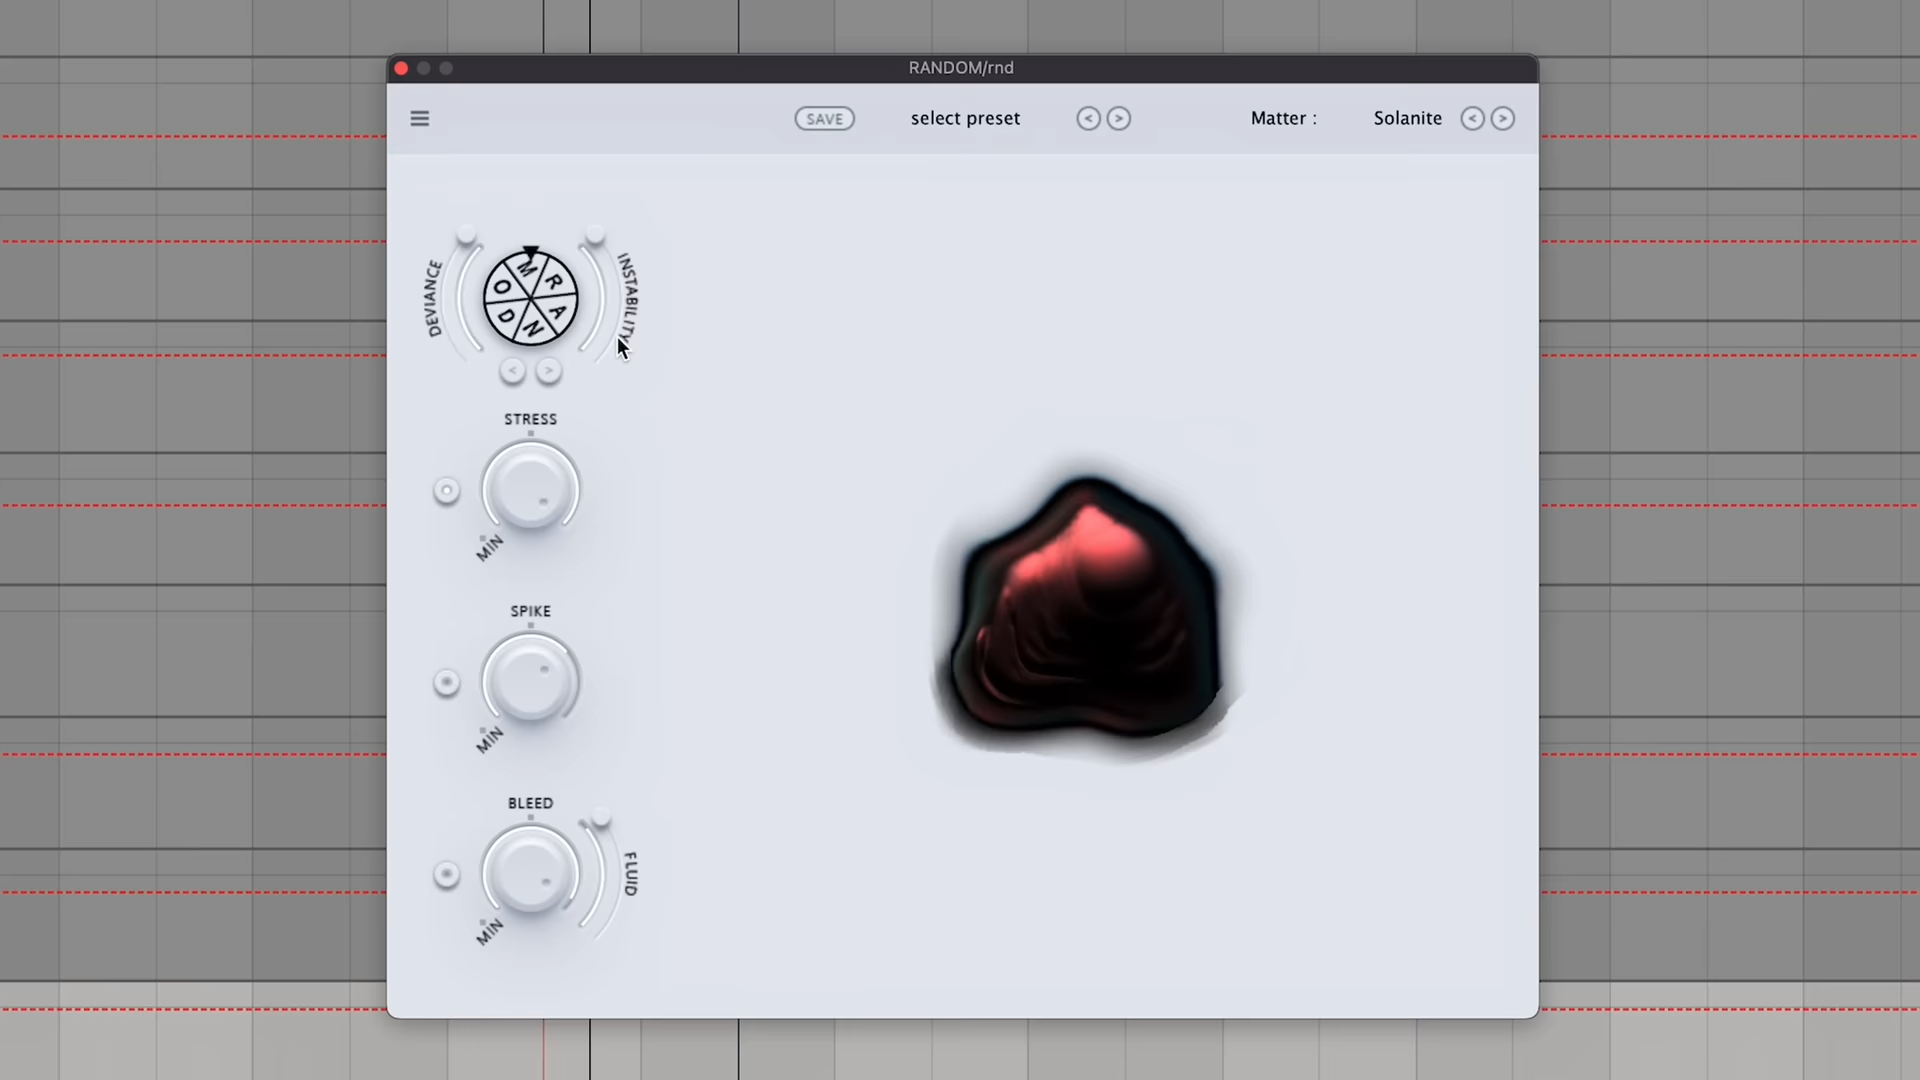 RANDOM/rnd
SAVE
select preset
< >
Matter :
Solanite
< >
DEVIANCE
INSTABILITY
R A N D O M
< >
STRESS
MIN
SPIKE
MIN
BLEED
FLUID
MIN